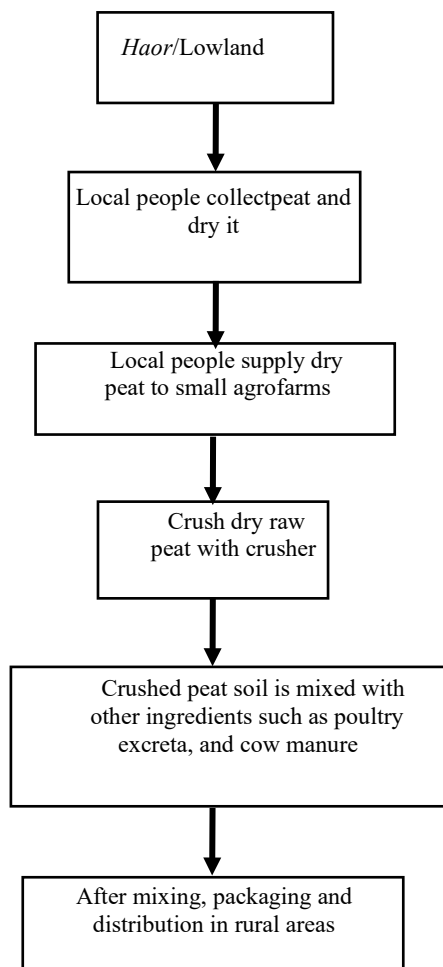 Haor/Lowland
Local people collectpeat and
dry it
Local people supply dry
peat to small agrofarms
Crush dry raw
peat with crusher
Crushed peat soil is mixed with
other ingredients such as poultry
excreta, and cow manure
After mixing, packaging and
distribution in rural areas